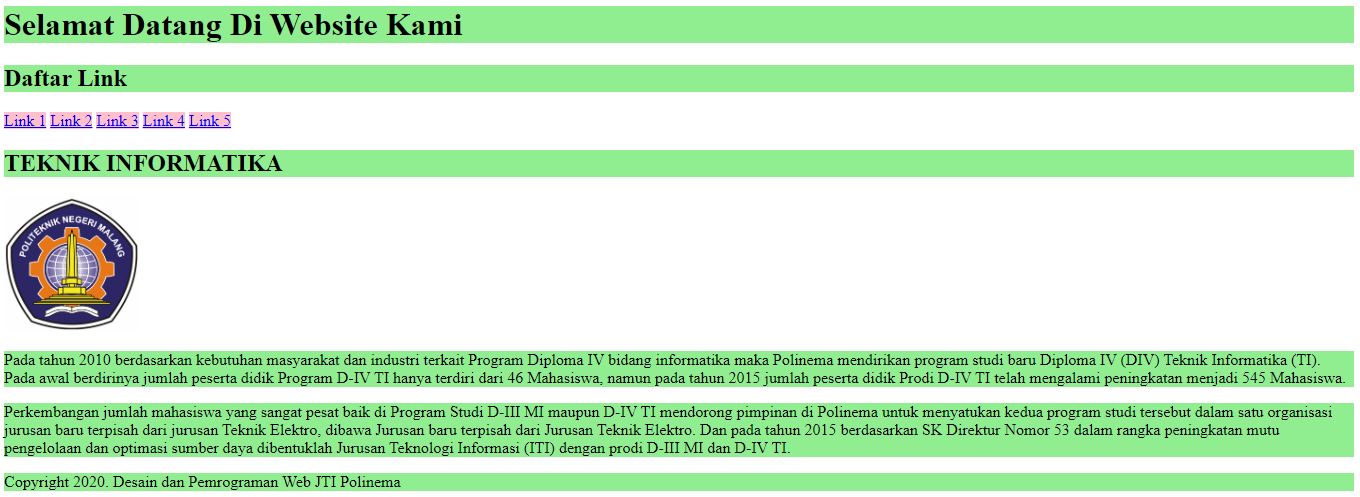 Selamat Datang Di Website Kami
Daftar Link
Link 1 Link 2 Link 3 Link 4 Link 5
TEKNIK INFORMATIKA
POLITEKNIK NEGERI MALANG
Pada tahun 2010 berdasarkan kebutuhan masyarakat dan industri terkait Program Diploma IV bidang informatika maka Polinema mendirikan program studi baru Diploma IV (DIV) Teknik Informatika (TI).
Pada awal berdirinya jumlah peserta didik Program D-IV TI hanya terdiri dari 46 Mahasiswa, namun pada tahun 2015 jumlah peserta didik Prodi D-IV TI telah mengalami peningkatan menjadi 545 Mahasiswa.
Perkembangan jumlah mahasiswa yang sangat pesat baik di Program Studi D-III MI maupun D-IV TI mendorong pimpinan di Polinema untuk menyatukan kedua program studi tersebut dalam satu organisasi
jurusan baru terpisah dari jurusan Teknik Elektro, dibawa Jurusan baru terpisah dari Jurusan Teknik Elektro. Dan pada tahun 2015 berdasarkan SK Direktur Nomor 53 dalam rangka peningkatan mutu
pengelolaan dan optimasi sumber daya dibentuklah Jurusan Teknologi Informasi (ITI) dengan prodi D-III MI dan D-IV TI.
Copyright 2020. Desain dan Pemrograman Web JTI Polinema